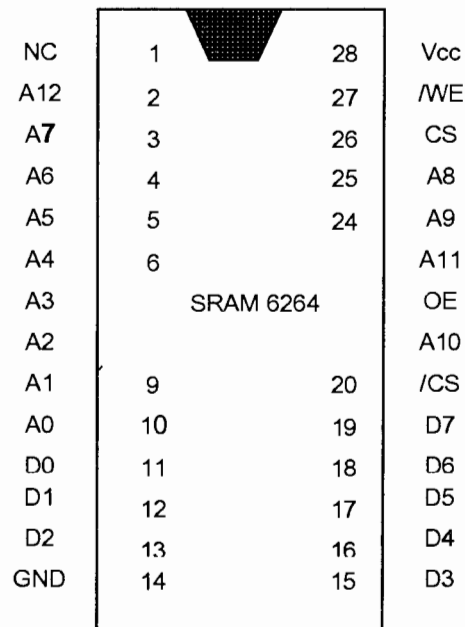 NC 1 28 Vcc
A12 2 27 /WE
A7 3 26 CS
A6 4 25 A8
A5 5 24 A9
A4 6 A11
A3 SRAM 6264 OE
A2 A10
A1 9 20 /CS
A0 10 19 D7
D0 11 18 D6
D1 12 17 D5
D2 13 16 D4
GND 14 15 D3